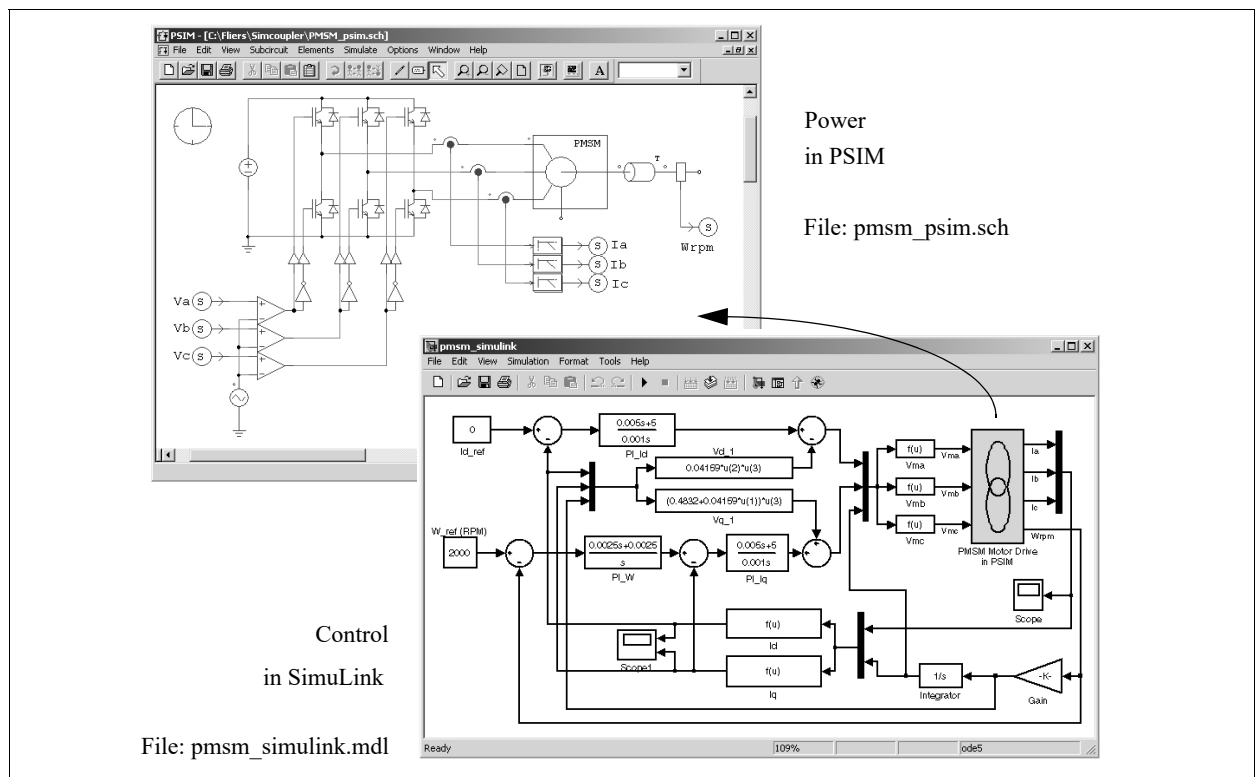 PSIM - [C:\Fliers\Simcoupler\PMSM_psim.sch]
File Edit View Subcircuit Elements Simulate Options Window Help
A
PMSM
T
S
Wrpm
S Ia
S Ib
S Ic
Va S
Vb S
Vc S
Power
in PSIM
File: pmsm_psim.sch
pmsm_simulink
File Edit View Simulation Format Tools Help
0
Id_ref
0.005s+5
0.001s
PI_Id
Vd_1
0.04159*u(2)*u(3)
(0.4832+0.04159*u(1))*u(3)
Vq_1
W_ref (RPM)
2000
0.0025s+0.0025
s
PI_W
0.005s+5
0.001s
PI_Iq
f(u)
Vma
f(u)
Vmb
f(u)
Vmc
Vma
Vmb
Vmc
Ia
Ib
Ic
Wrpm
PMSM Motor Drive
in PSIM
Scope
Scope1
f(u)
Id
f(u)
Iq
1/s
Integrator
-K-
Gain
Ready
109%
ode5
Control
in SimuLink
File: pmsm_simulink.mdl